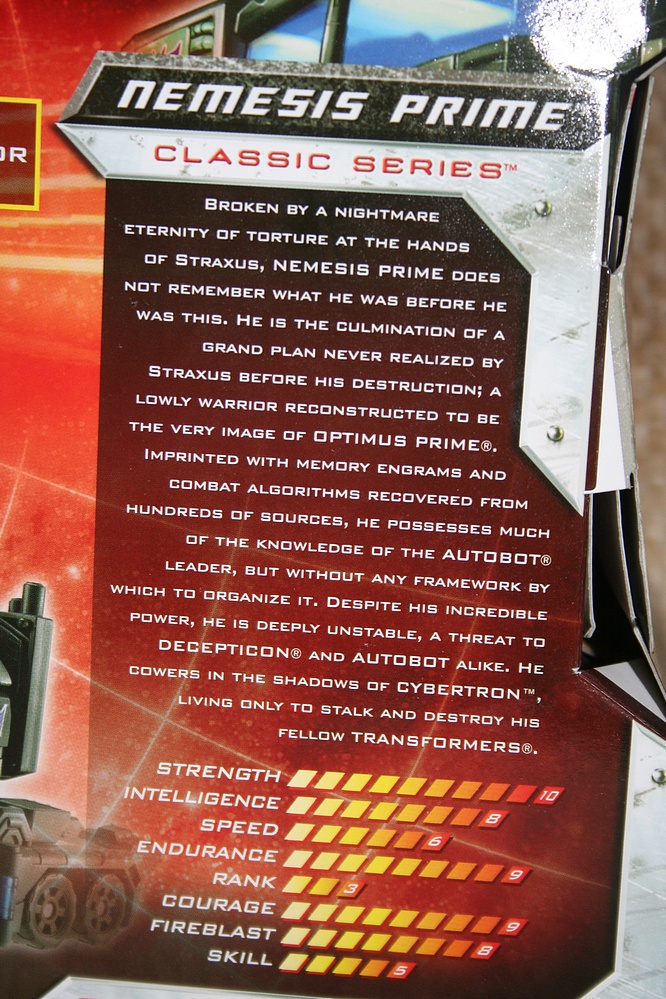 NEMESIS PRIME
CLASSIC SERIES™
OR
BROKEN BY A NIGHTMARE
ETERNITY OF TORTURE AT THE HANDS
OF STRAXUS, NEMESIS PRIME DOES
NOT REMEMBER WHAT HE WAS BEFORE HE
WAS THIS. HE IS THE CULMINATION OF A
GRAND PLAN NEVER REALIZED BY
STRAXUS BEFORE HIS DESTRUCTION; A
LOWLY WARRIOR RECONSTRUCTED TO BE
THE VERY IMAGE OF OPTIMUS PRIME®.
IMPRINTED WITH MEMORY ENGRAMS AND
COMBAT ALGORITHMS RECOVERED FROM
HUNDREDS OF SOURCES, HE POSSESSES MUCH
OF THE KNOWLEDGE OF THE AUTOBOT®
LEADER, BUT WITHOUT ANY FRAMEWORK BY
WHICH TO ORGANIZE IT. DESPITE HIS INCREDIBLE
POWER, HE IS DEEPLY UNSTABLE, A THREAT TO
DECEPTICON® AND AUTOBOT ALIKE. HE
COWERS IN THE SHADOWS OF CYBERTRON™,
LIVING ONLY TO STALK AND DESTROY HIS
FELLOW TRANSFORMERS®.
STRENGTH 10
INTELLIGENCE 8
SPEED 6
ENDURANCE 9
RANK 3
COURAGE 9
FIREBLAST 8
SKILL 5